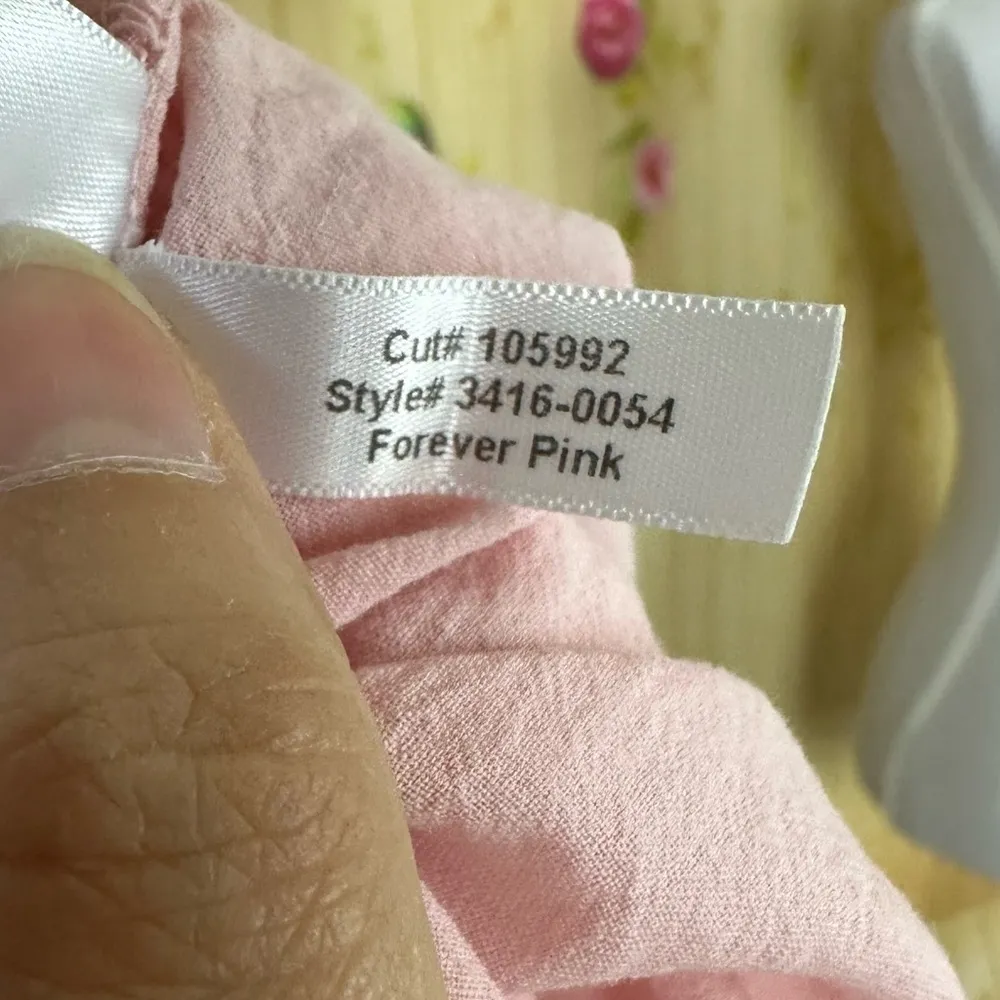 Cut# 105992
Style# 3416-0054
Forever Pink